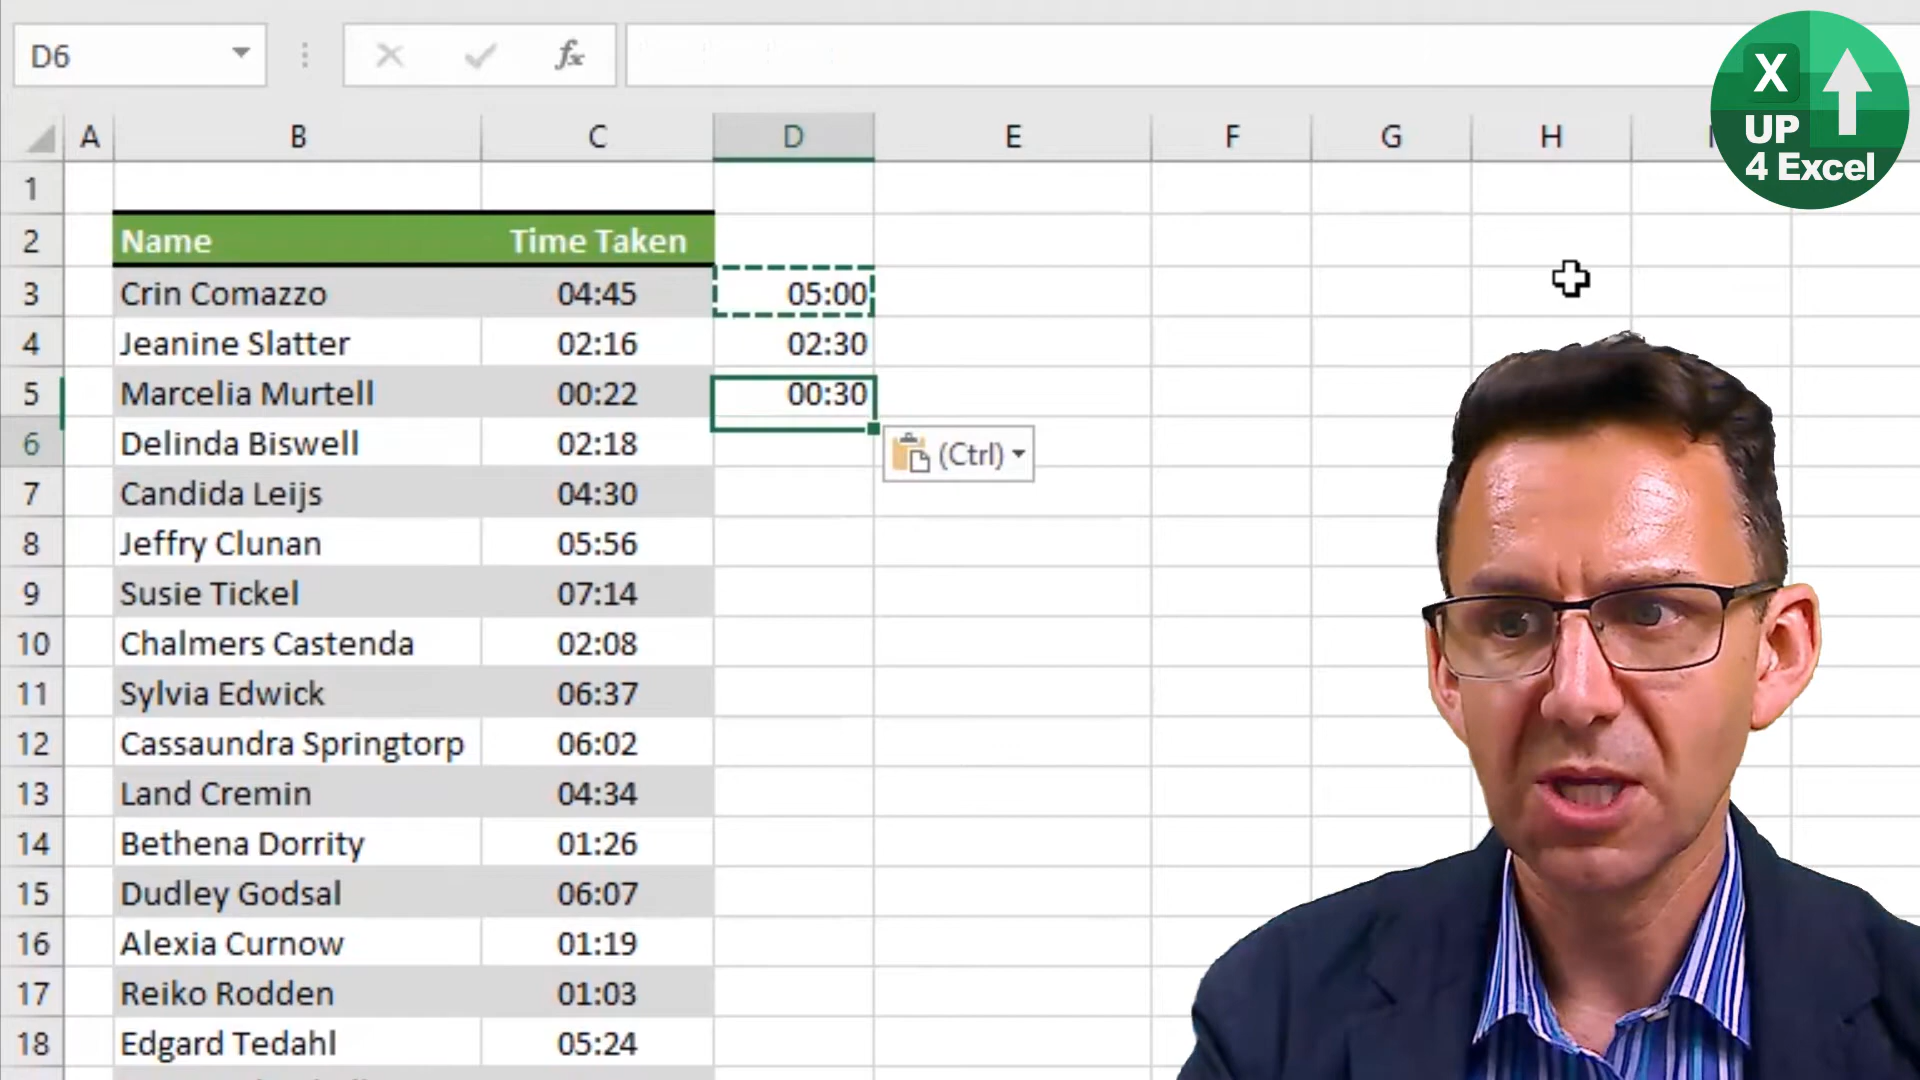 D6 fx
X
UP
4 Excel
A B C D E F G H
1
2 Name Time Taken
3 Crin Comazzo 04:45 05:00
4 Jeanine Slatter 02:16 02:30
5 Marcelia Murtell 00:22 00:30
6 Delinda Biswell 02:18 (Ctrl)
7 Candida Leijs 04:30
8 Jeffry Clunan 05:56
9 Susie Tickel 07:14
10 Chalmers Castenda 02:08
11 Sylvia Edwick 06:37
12 Cassaundra Springtorp 06:02
13 Land Cremin 04:34
14 Bethena Dorrity 01:26
15 Dudley Godsal 06:07
16 Alexia Curnow 01:19
17 Reiko Rodden 01:03
18 Edgard Tedahl 05:24